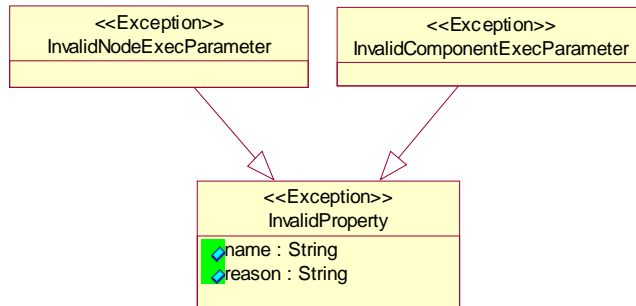 <<Exception>>
InvalidNodeExecParameter
<<Exception>>
InvalidComponentExecParameter
<<Exception>>
InvalidProperty
name : String
reason : String